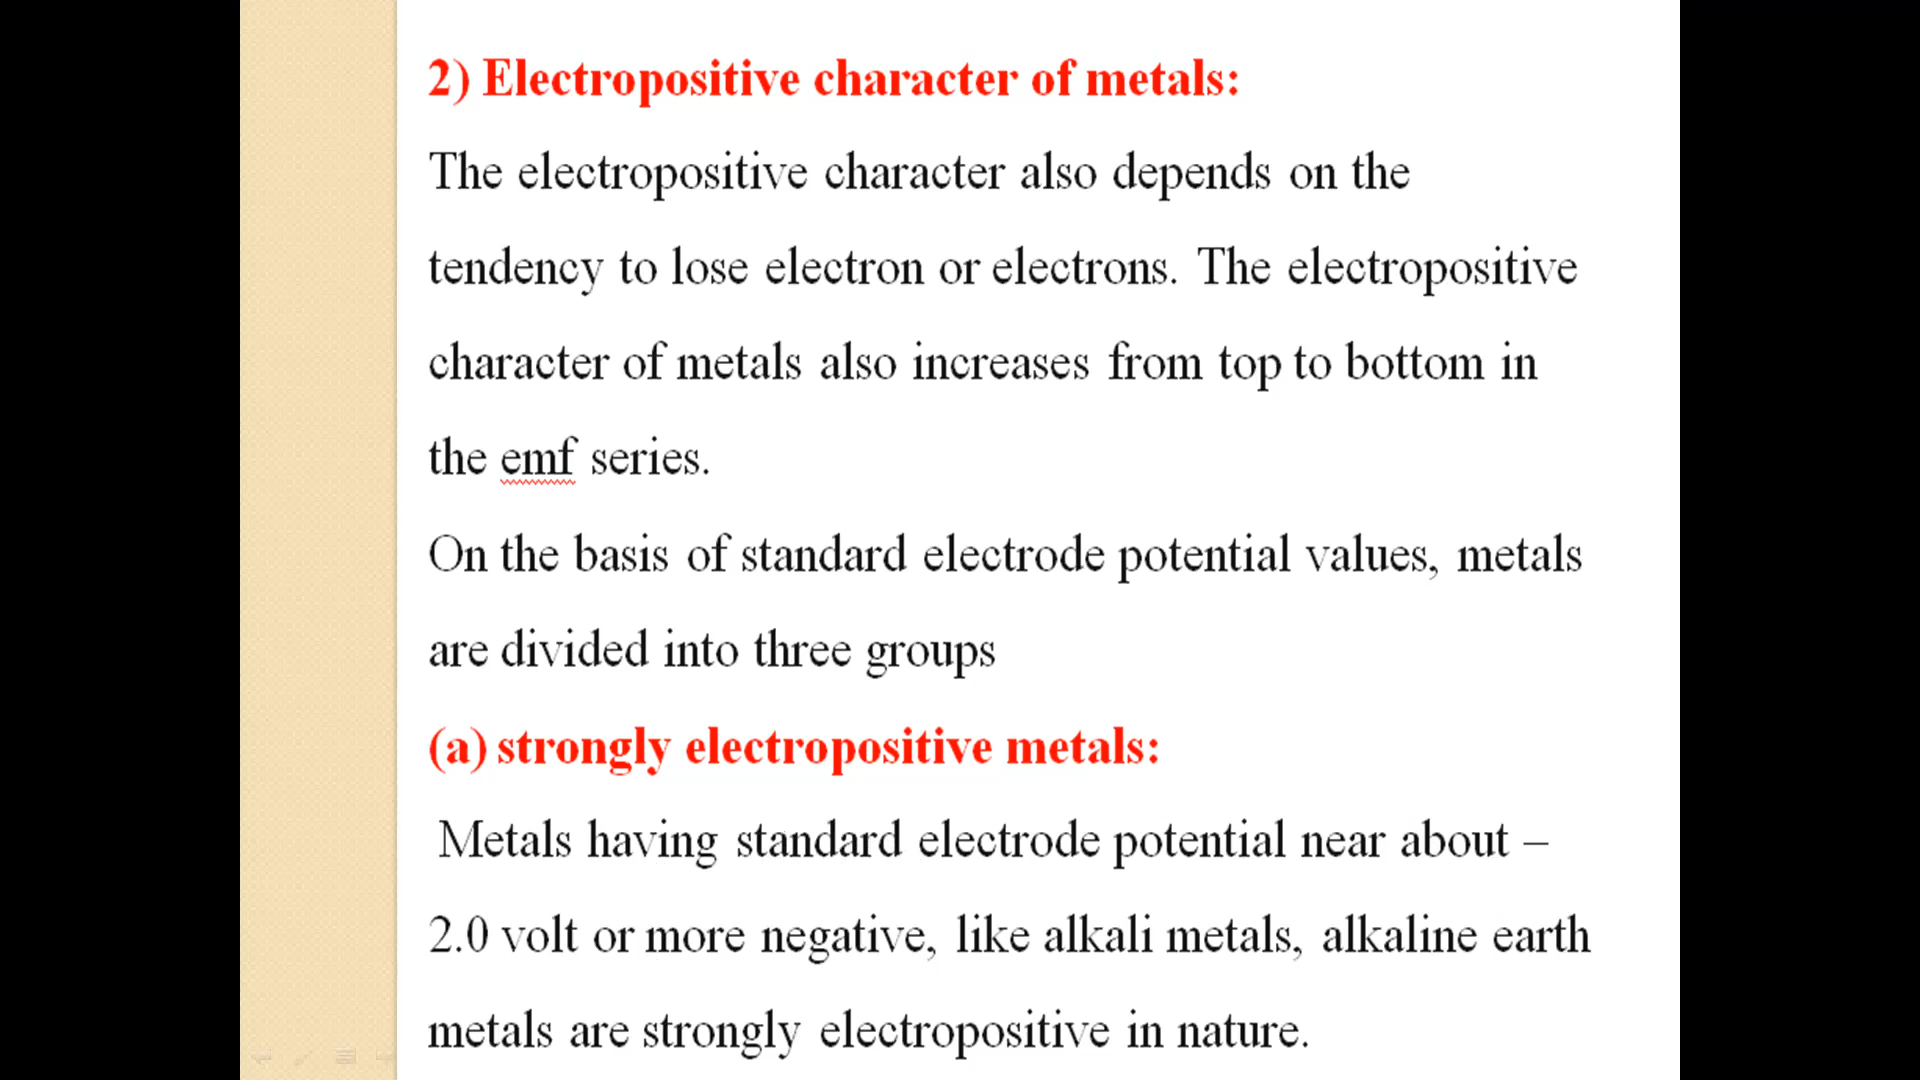 2) Electropositive character of metals:
The electropositive character also depends on the
tendency to lose electron or electrons. The electropositive
character of metals also increases from top to bottom in
the emf series.
On the basis of standard electrode potential values, metals
are divided into three groups
(a) strongly electropositive metals:
Metals having standard electrode potential near about –
2.0 volt or more negative, like alkali metals, alkaline earth
metals are strongly electropositive in nature.